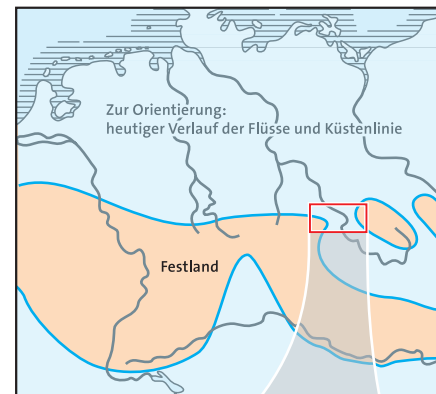 Zur Orientierung:
heutiger Verlauf der Flüsse und Küstenlinie
Festland